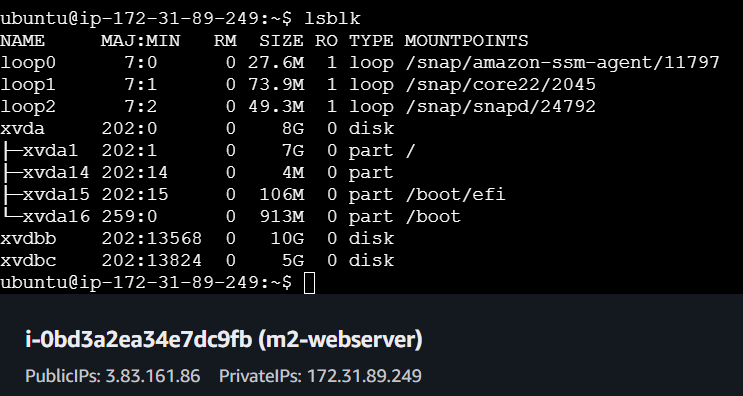 ubuntu@ip-172-31-89-249:~$ lsblk
NAME     MAJ:MIN   RM  SIZE RO TYPE MOUNTPOINTS
loop0      7:0      0 27.6M  1 loop /snap/amazon-ssm-agent/11797
loop1      7:1      0 73.9M  1 loop /snap/core22/2045
loop2      7:2      0 49.3M  1 loop /snap/snapd/24792
xvda     202:0      0    8G  0 disk
├─xvda1  202:1      0    7G  0 part /
├─xvda14 202:14     0    4M  0 part
├─xvda15 202:15     0  106M  0 part /boot/efi
└─xvda16 259:0      0  913M  0 part /boot
xvdbb    202:13568  0   10G  0 disk
xvdbc    202:13824  0    5G  0 disk
ubuntu@ip-172-31-89-249:~$
i-0bd3a2ea34e7dc9fb (m2-webserver)
PublicIPs: 3.83.161.86 PrivateIPs: 172.31.89.249